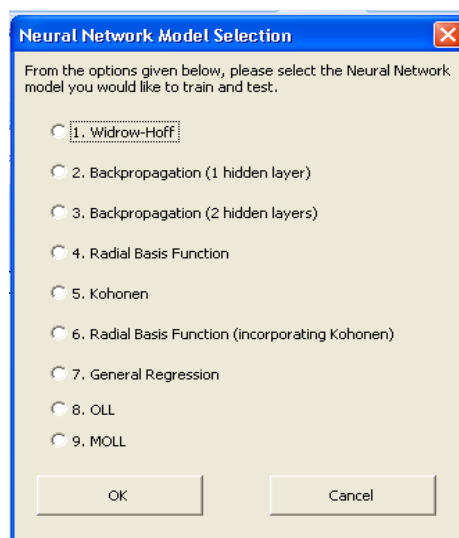 Neural Network Model Selection
From the options given below, please select the Neural Network
model you would like to train and test.
1. Widrow-Hoff
2. Backpropagation (1 hidden layer)
3. Backpropagation (2 hidden layers)
4. Radial Basis Function
5. Kohonen
6. Radial Basis Function (incorporating Kohonen)
7. General Regression
8. OLL
9. MOLL
OK Cancel